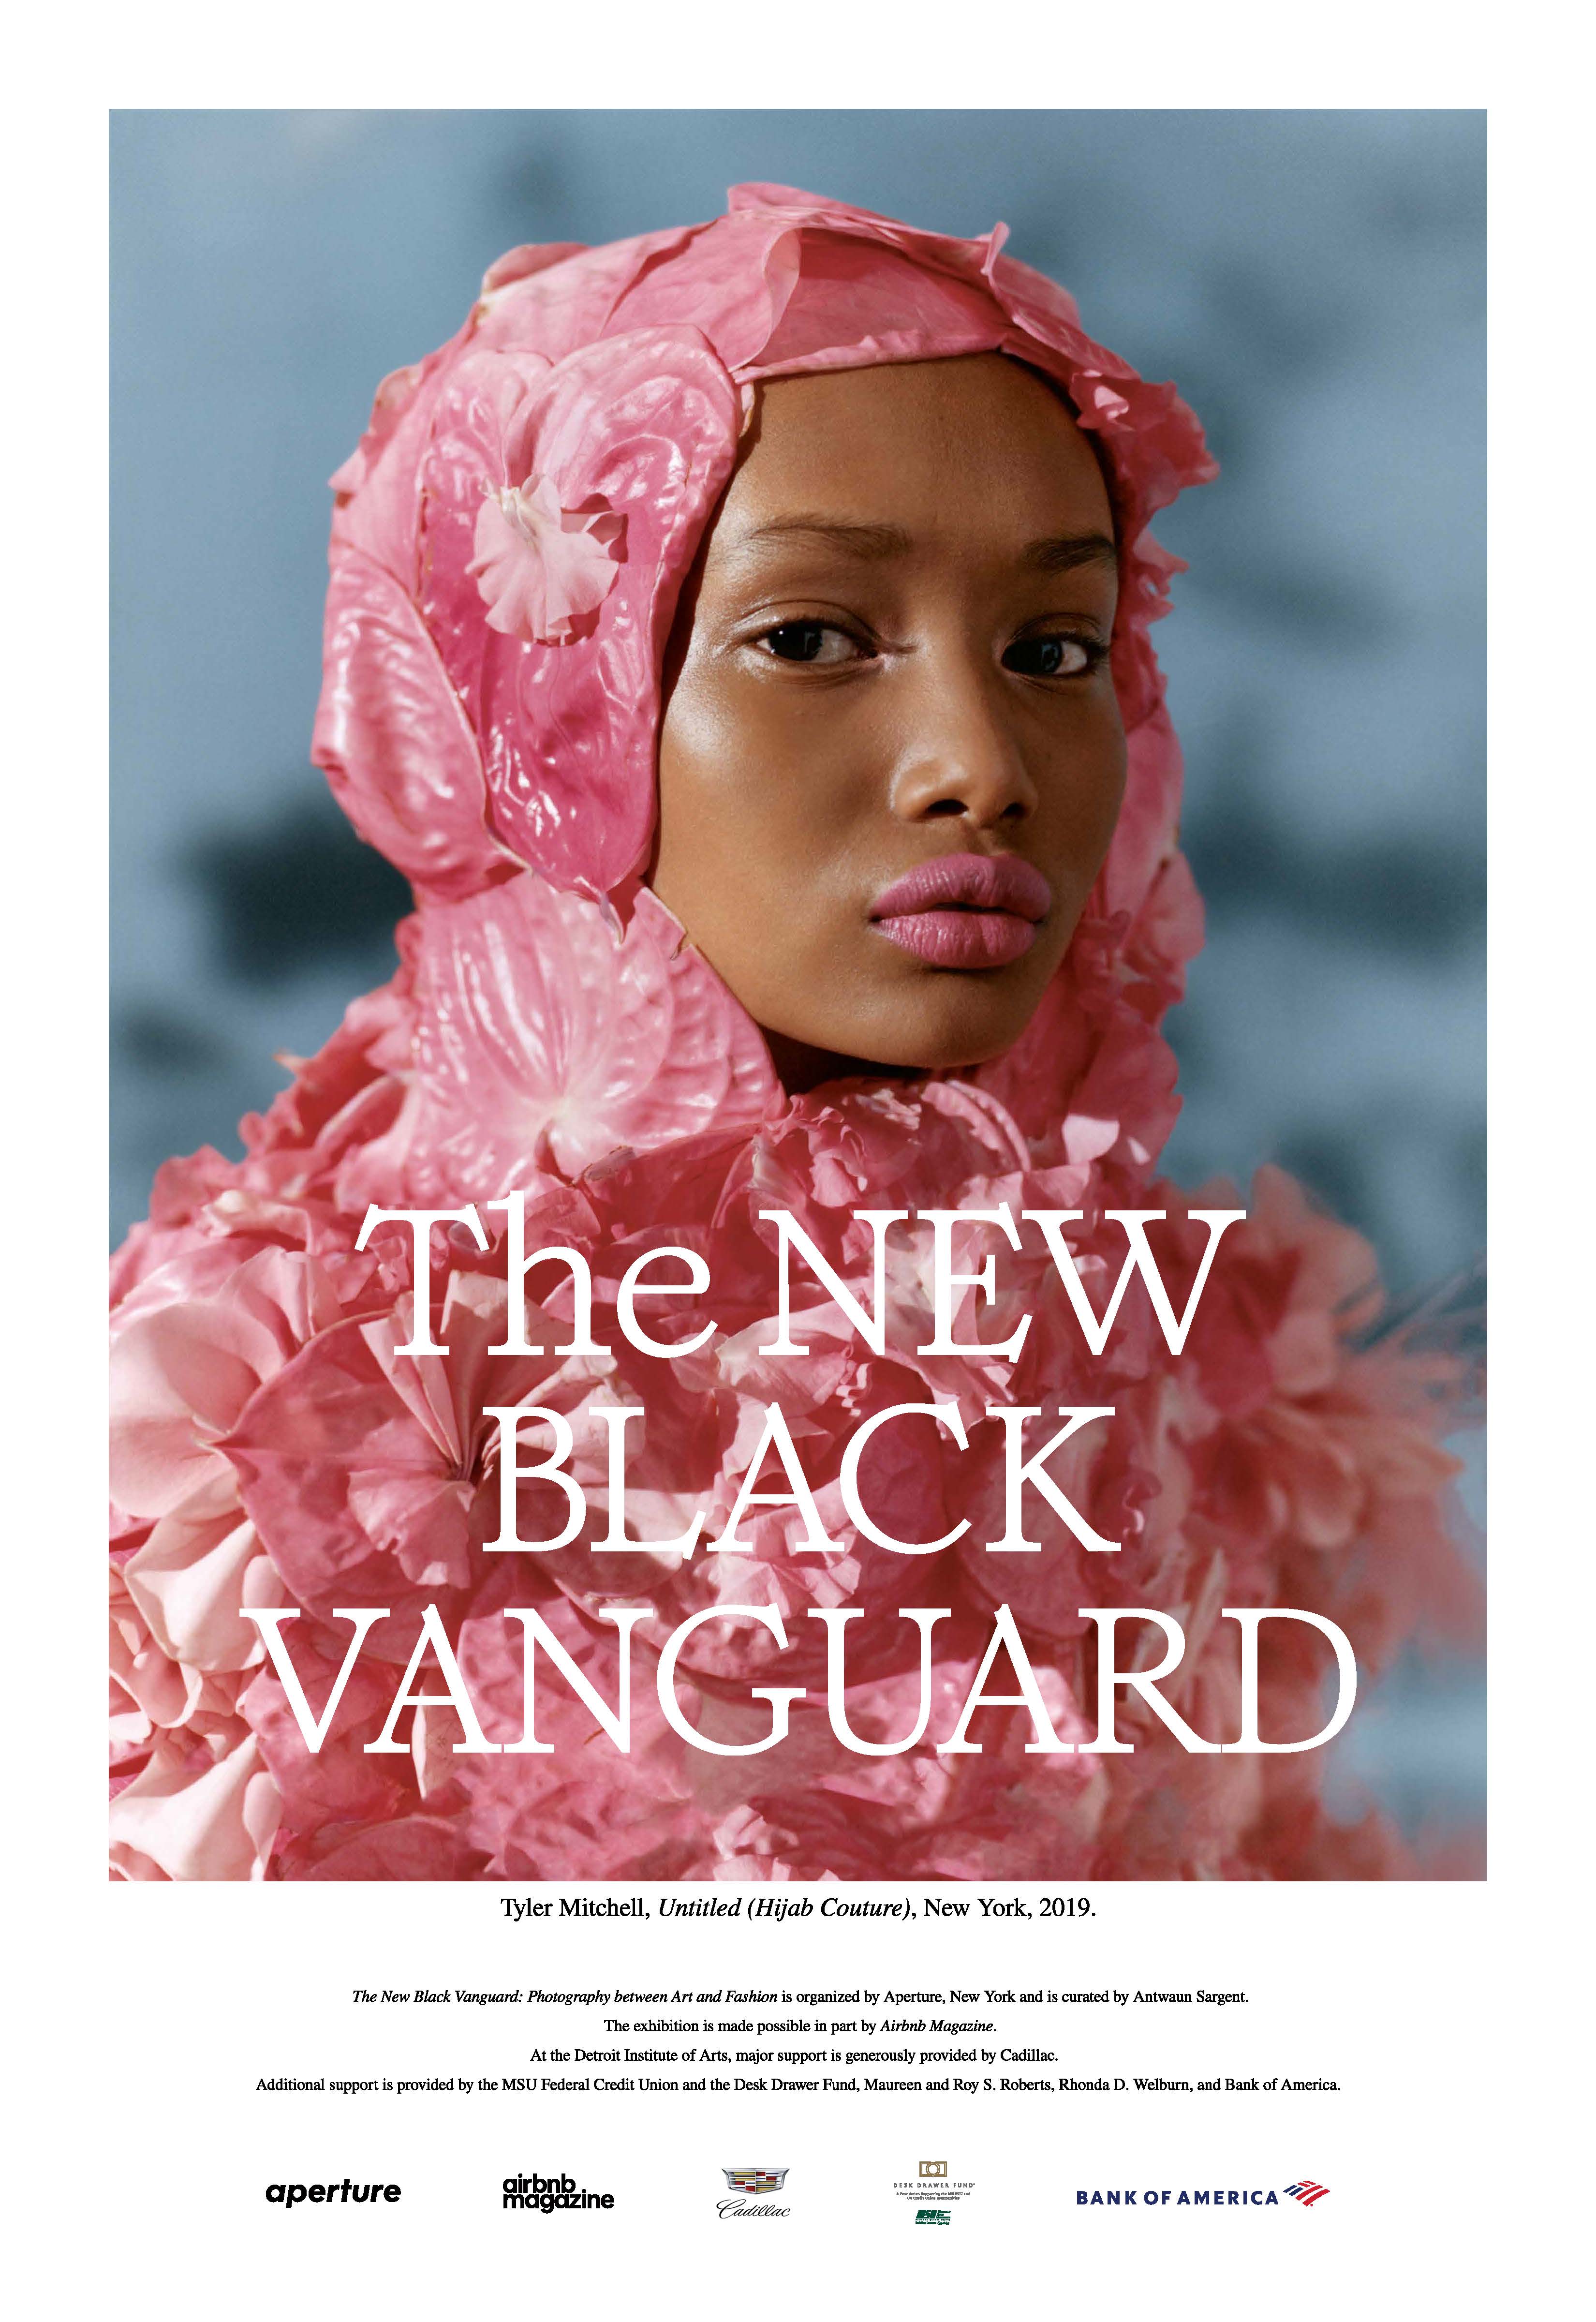 The NEW
BLACK
VANGUARD
Tyler Mitchell, Untitled (Hijab Couture), New York, 2019.
The New Black Vanguard: Photography between Art and Fashion is organized by Aperture, New York and is curated by Antwaun Sargent.
The exhibition is made possible in part by Airbnb Magazine.
At the Detroit Institute of Arts, major support is generously provided by Cadillac.
Additional support is provided by the MSU Federal Credit Union and the Desk Drawer Fund, Maureen and Roy S. Roberts, Rhonda D. Welburn, and Bank of America.
aperture
airbnb
magazine
Cadillac
DESK DRAWER FUND
BANK OF AMERICA